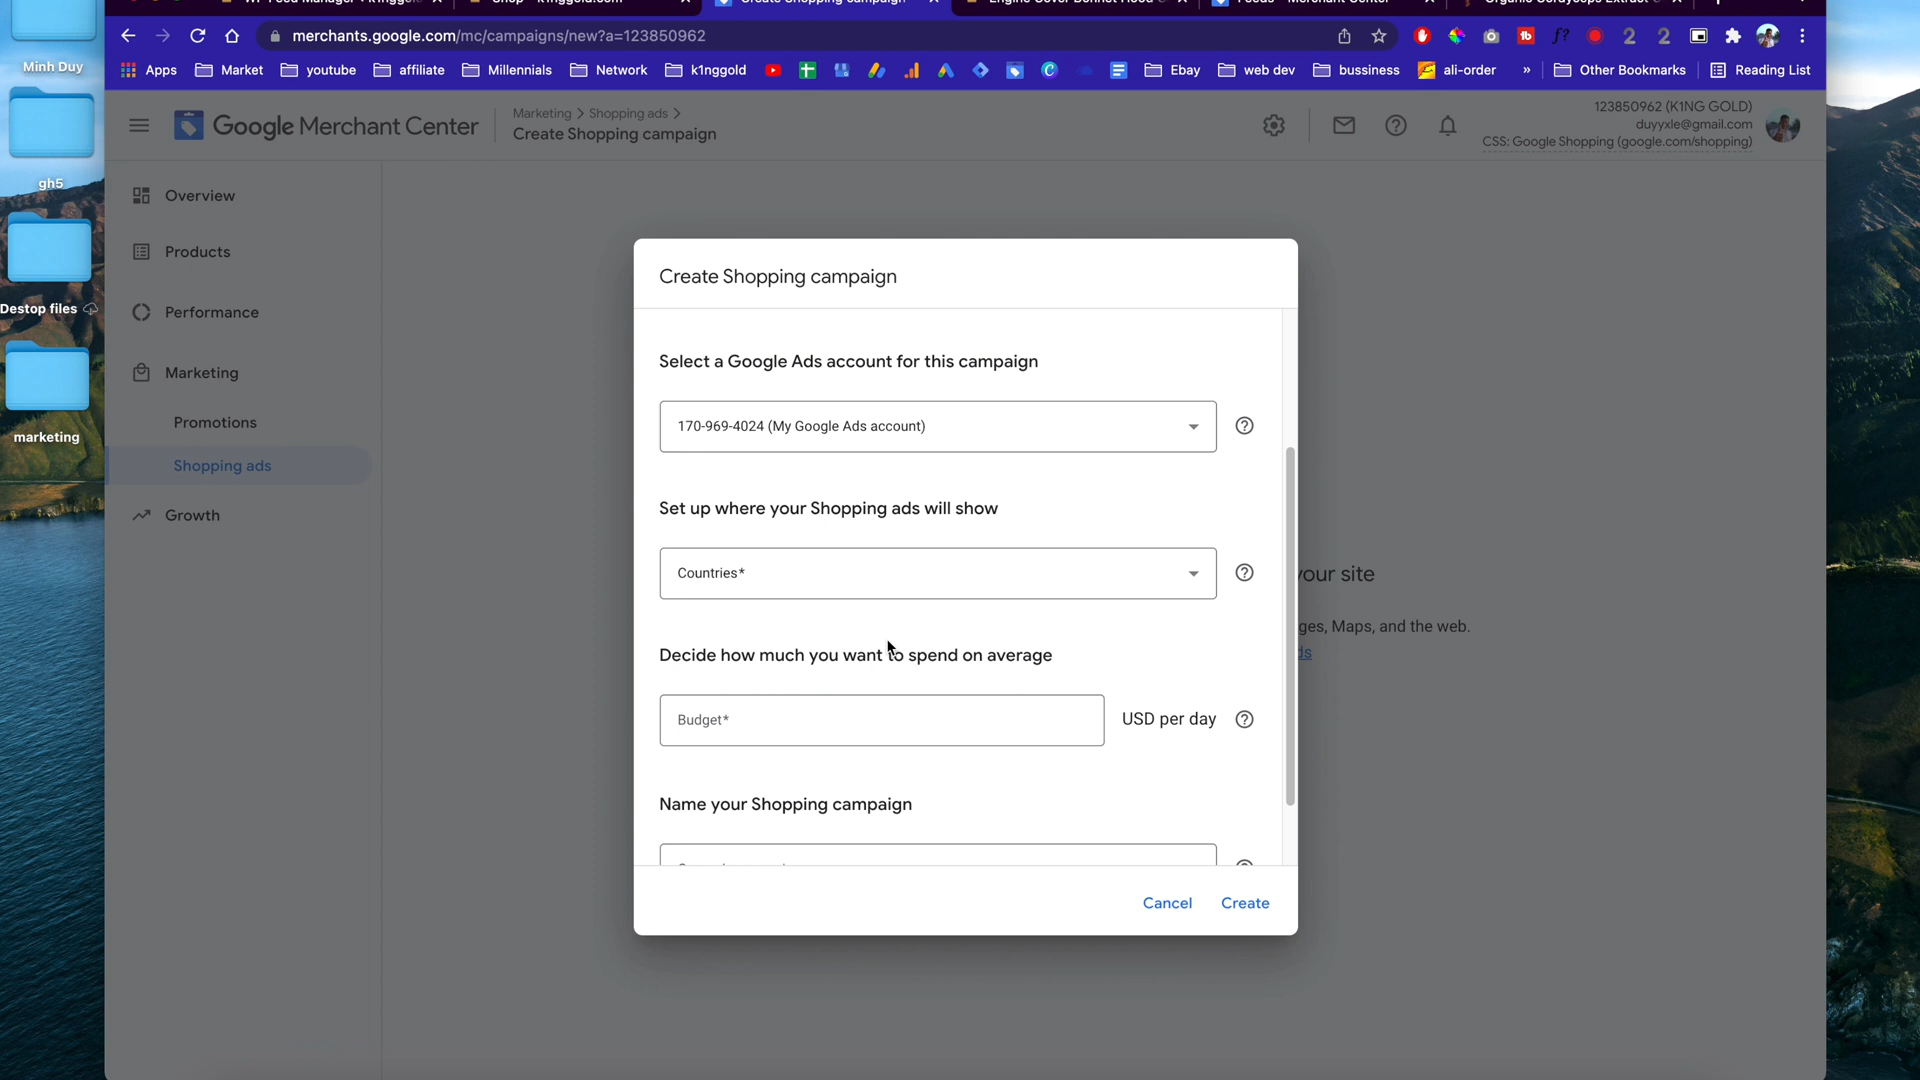 Minh Duy
gh5
Destop files
marketing
merchants.google.com/mc/campaigns/new?a=123850962
Apps Market youtube affiliate Millennials Network k1nggold Ebay web dev bussiness ali-order » Other Bookmarks Reading List
Google Merchant Center
Marketing > Shopping ads >
Create Shopping campaign
123850962 (K1NG GOLD)
duyyxle@gmail.com
CSS: Google Shopping (google.com/shopping)
Overview
Products
Performance
Marketing
Promotions
Shopping ads
Growth
Create Shopping campaign
Select a Google Ads account for this campaign
170-969-4024 (My Google Ads account)
Set up where your Shopping ads will show
Countries*
Decide how much you want to spend on average
Budget*
USD per day
Name your Shopping campaign
Cancel
Create
your site
ges, Maps, and the web.
ds